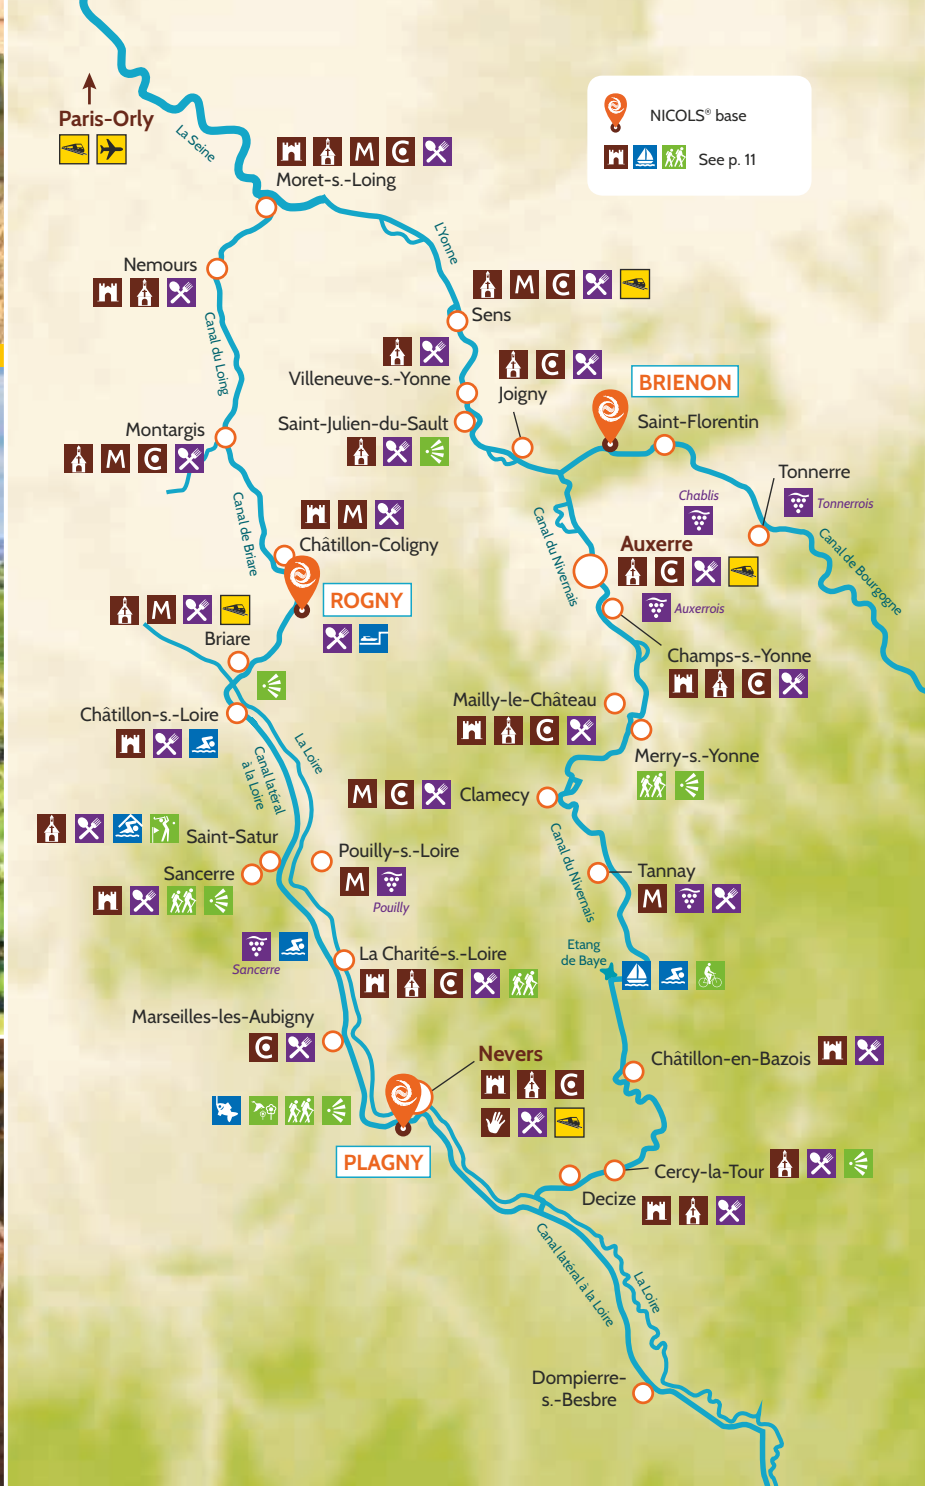 Paris-Orly
La Seine
NICOLS® base
See p. 11
Moret-s.-Loing
L'Yonne
Nemours
Canal du Loing
Sens
Villeneuve-s.-Yonne
Joigny
BRIENON
Saint-Julien-du-Sault
Saint-Florentin
Montargis
Tonnerre
Chablis
Tonnerrois
Canal de Briare
Châtillon-Coligny
Canal du Nivernais
Auxerre
Canal de Bourgogne
ROGNY
Auxerrois
Briare
Champs-s.-Yonne
Mailly-le-Château
Châtillon-s.-Loire
La Loire
Canal latéral
à la Loire
Merry-s.-Yonne
Clamecy
Saint-Satur
Pouilly-s.-Loire
Canal du Nivernais
Sancerre
Tannay
Pouilly
Etang
de Baye
Sancerre
La Charité-s.-Loire
Marseilles-les-Aubigny
Nevers
Châtillon-en-Bazois
PLAGNY
Cercy-la-Tour
Decize
Canal latéral à la Loire
La Loire
Dompierre-
s.-Besbre